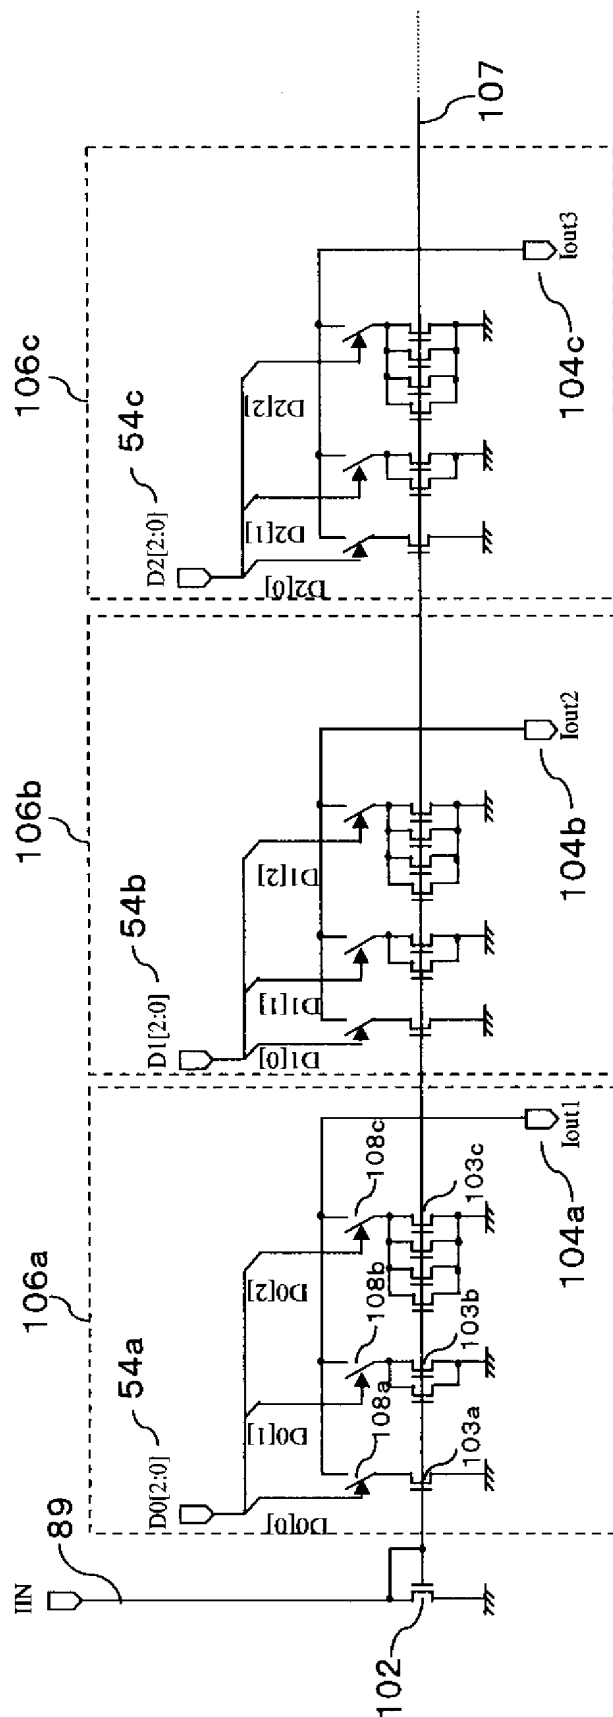 106c
54c
D2[2:0]
D2[2]
D2[1]
D2[0]
107
Iout3
104c
106b
54b
D1[2:0]
D1[2]
D1[1]
D1[0]
Iout2
104b
106a
54a
D0[2:0]
D0[2]
D0[1]
D0[0]
108c
108b
108a
103c
103b
103a
Iout1
104a
IIN
89
102